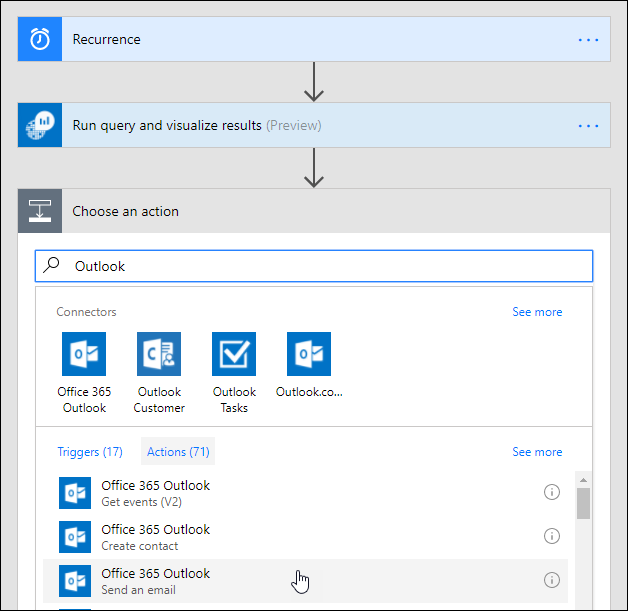 Recurrence
Run query and visualize results (Preview)
Choose an action
Outlook
Connectors
See more
Office 365 Outlook
Outlook Customer
Outlook Tasks
Outlook.co...
Triggers (17)
Actions (71)
See more
Office 365 Outlook
Get events (V2)
Office 365 Outlook
Create contact
Office 365 Outlook
Send an email